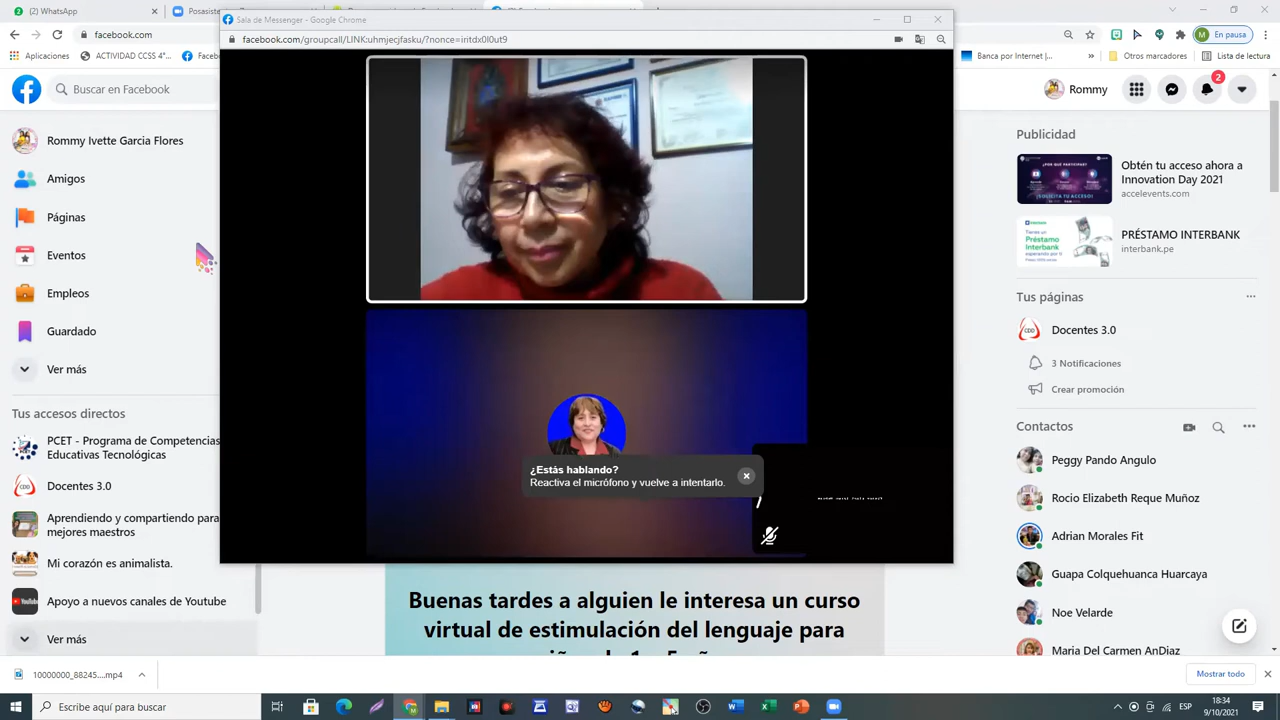 (2) WhatsApp
Posasiste
Sala de Messenger - Google Chrome
facebook.com/groupcall/LINK:uhmjecjfasku/?nonce=iritdx0l0ut9
facebook.com
En pausa
Aplicaciones
ACTIVIDAD CCSS 4°
Banca por Internet
Otros marcadores
Lista de lectura
Buscar en Facebook
Rommy
2
Rommy Ivette Garcia Flores
Amigos
Páginas
Eventos
Empleos
Guardado
Ver más
Tus accesos directos
PCET - Programa de Competencias
Educativas Tecnológicas
Docentes 3.0
Aprendiendo y compartiendo para
mejores maestros
Mi corazon es animalista.
Apoyo a nuevos canales de Youtube
Ver más
¿Estás hablando?
Reactiva el micrófono y vuelve a intentarlo.
Buenas tardes a alguien le interesa un curso
virtual de estimulación del lenguaje para
Publicidad
Obtén tu acceso ahora a
Innovation Day 2021
accelevents.com
PRÉSTAMO INTERBANK
interbank.pe
Tus páginas
Docentes 3.0
3 Notificaciones
Crear promoción
Contactos
Peggy Pando Angulo
Rocio Elizabeth Reque Muñoz
Adrian Morales Fit
Guapa Colquehuanca Huarcaya
Noe Velarde
Maria Del Carmen AnDiaz
10000000_88245....mp4
Mostrar todo
Escribe aquí para buscar
ESP
18:34
9/10/2021